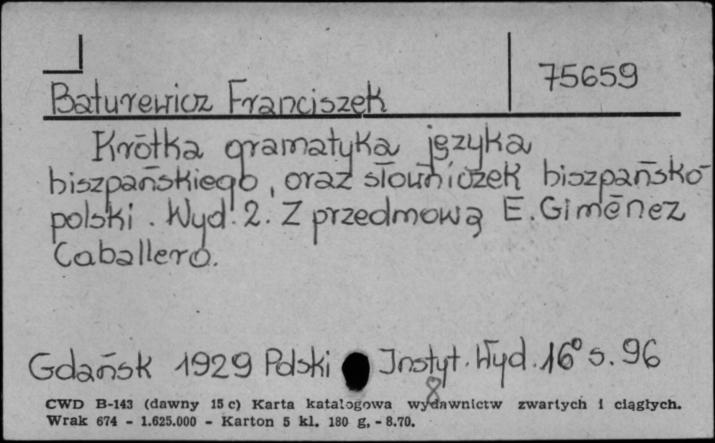 75659
Baturewicz Franciszek
Krótka gramatyka języka
hiszpańskiego, oraz słowniczek hiszpańsko-
polski. Wyd. 2. Z przedmową E. Giménez
Caballero.
Gdańsk 1929 Polski Instyt. Wyd. 16° s. 96
8
CWD B-143 (dawny 15 c) Karta katalogowa wydawnictw zwartych i ciągłych.
Wrak 674 - 1.625.000 - Karton 5 kl. 180 g, - 8.70.